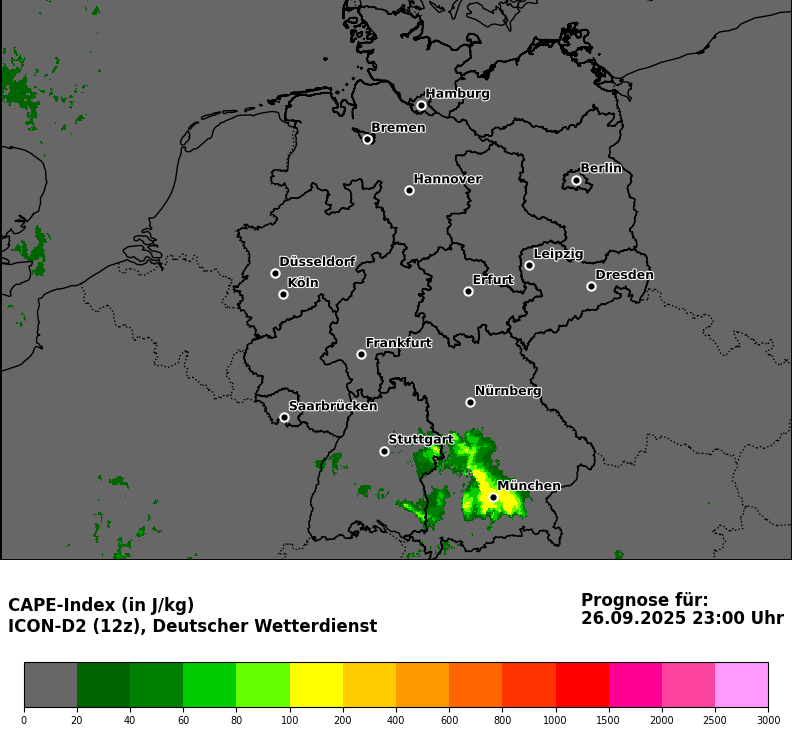 Hamburg
Bremen
Berlin
Hannover
Leipzig
Düsseldorf
Dresden
Erfurt
Köln
Frankfurt
Nürnberg
Saarbrücken
Stuttgart
München
CAPE-Index (in J/kg)
ICON-D2 (12z), Deutscher Wetterdienst
Prognose für:
26.09.2025 23:00 Uhr
0 20 40 60 80 100 200 400 600 800 1000 1500 2000 2500 3000